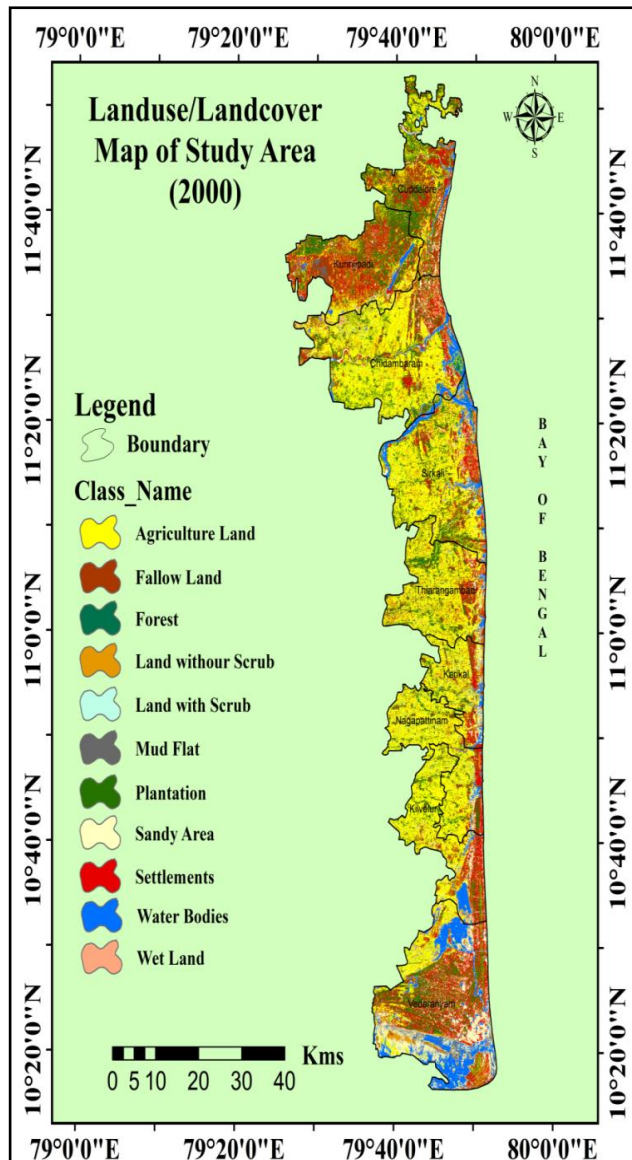 79°0'0"E 79°20'0"E 79°40'0"E 80°0'0"E
Landuse/Landcover
Map of Study Area
(2000)
N
W E
S
11°40'0"N
11°40'0"N
Cuddalore
Kurinjipadi
Chidambaram
11°20'0"N
11°20'0"N
Legend
Boundary
Class_Name
Agriculture Land
Fallow Land
Forest
Land withour Scrub
Land with Scrub
Mud Flat
Plantation
Sandy Area
Settlements
Water Bodies
Wet Land
Sirkali
BAY OF BENGAL
Tharangambadi
11°0'0"N
11°0'0"N
Karikal
Nagapattinam
Kilvelur
10°40'0"N
10°40'0"N
Vedaranyam
10°20'0"N
10°20'0"N
Kms
0 5 10 20 30 40
79°0'0"E 79°20'0"E 79°40'0"E 80°0'0"E